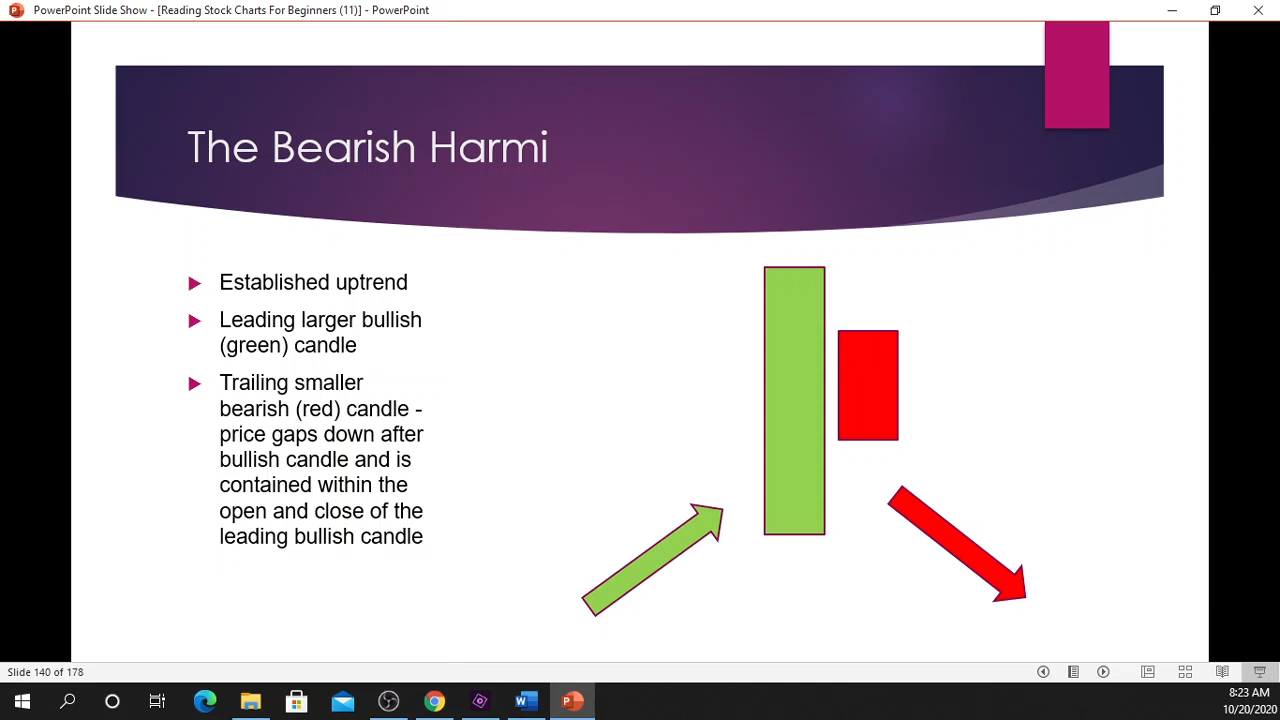 PowerPoint Slide Show - [Reading Stock Charts For Beginners (11)] - PowerPoint
The Bearish Harmi
Established uptrend
Leading larger bullish
(green) candle
Trailing smaller
bearish (red) candle -
price gaps down after
bullish candle and is
contained within the
open and close of the
leading bullish candle
Slide 140 of 178
8:23 AM
10/20/2020